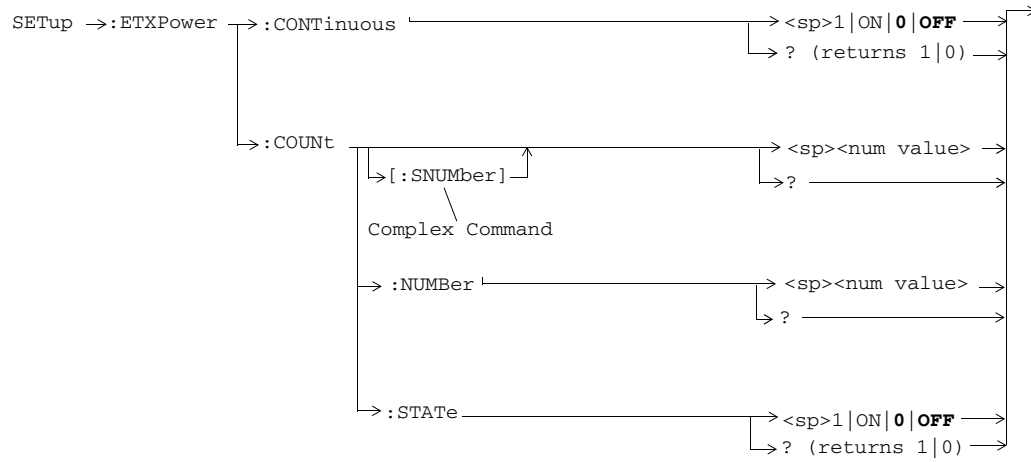 SETup :ETXPower :CONTinuous <sp>1|ON|0|OFF
? (returns 1|0)
:COUNt <sp><num value>
[:SNUMber] ?
Complex Command
:NUMBer <sp><num value>
?
:STATe <sp>1|ON|0|OFF
? (returns 1|0)